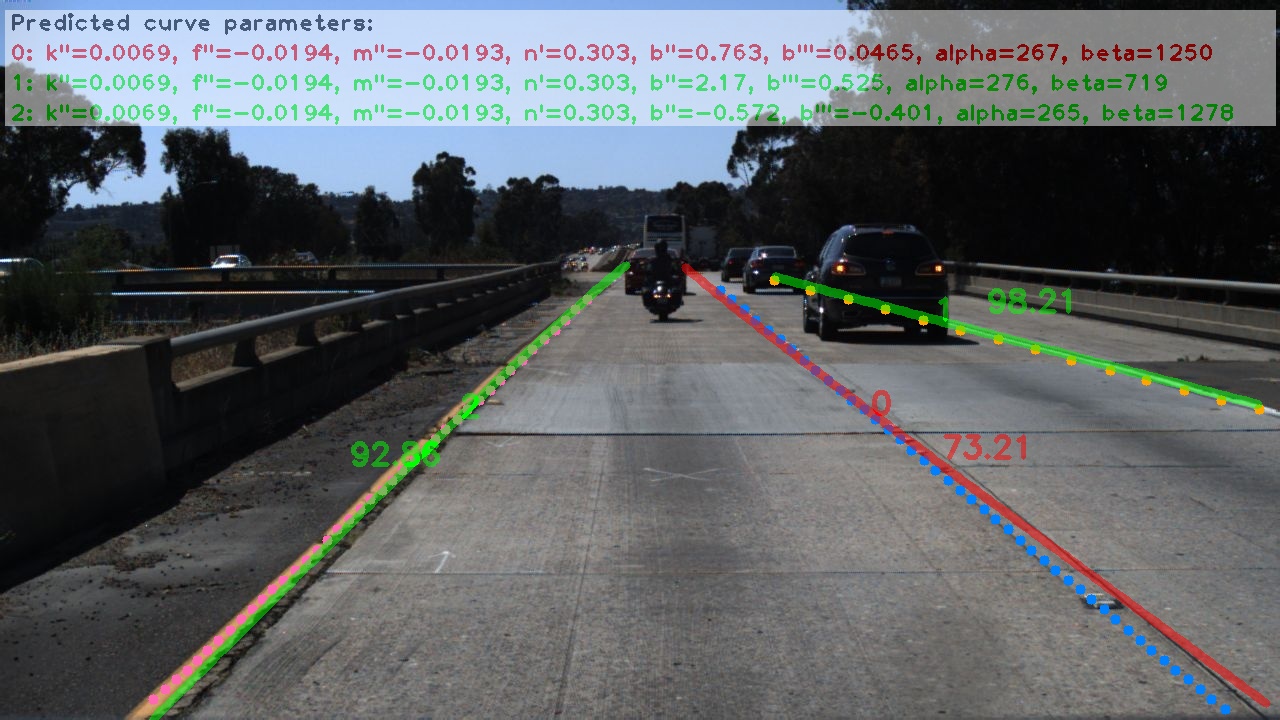 Predicted curve parameters:
0: k''=0.0069, f''=-0.0194, m''=-0.0193, n'=0.303, b''=0.763, b'''=0.0465, alpha=267, beta=1250
1: k''=0.0069, f''=-0.0194, m''=-0.0193, n'=0.303, b''=2.17, b'''=0.525, alpha=276, beta=719
2: k''=0.0069, f''=-0.0194, m''=-0.0193, n'=0.303, b''=-0.572, b'''=-0.401, alpha=265, beta=1278
1 98.21
2 0
73.21